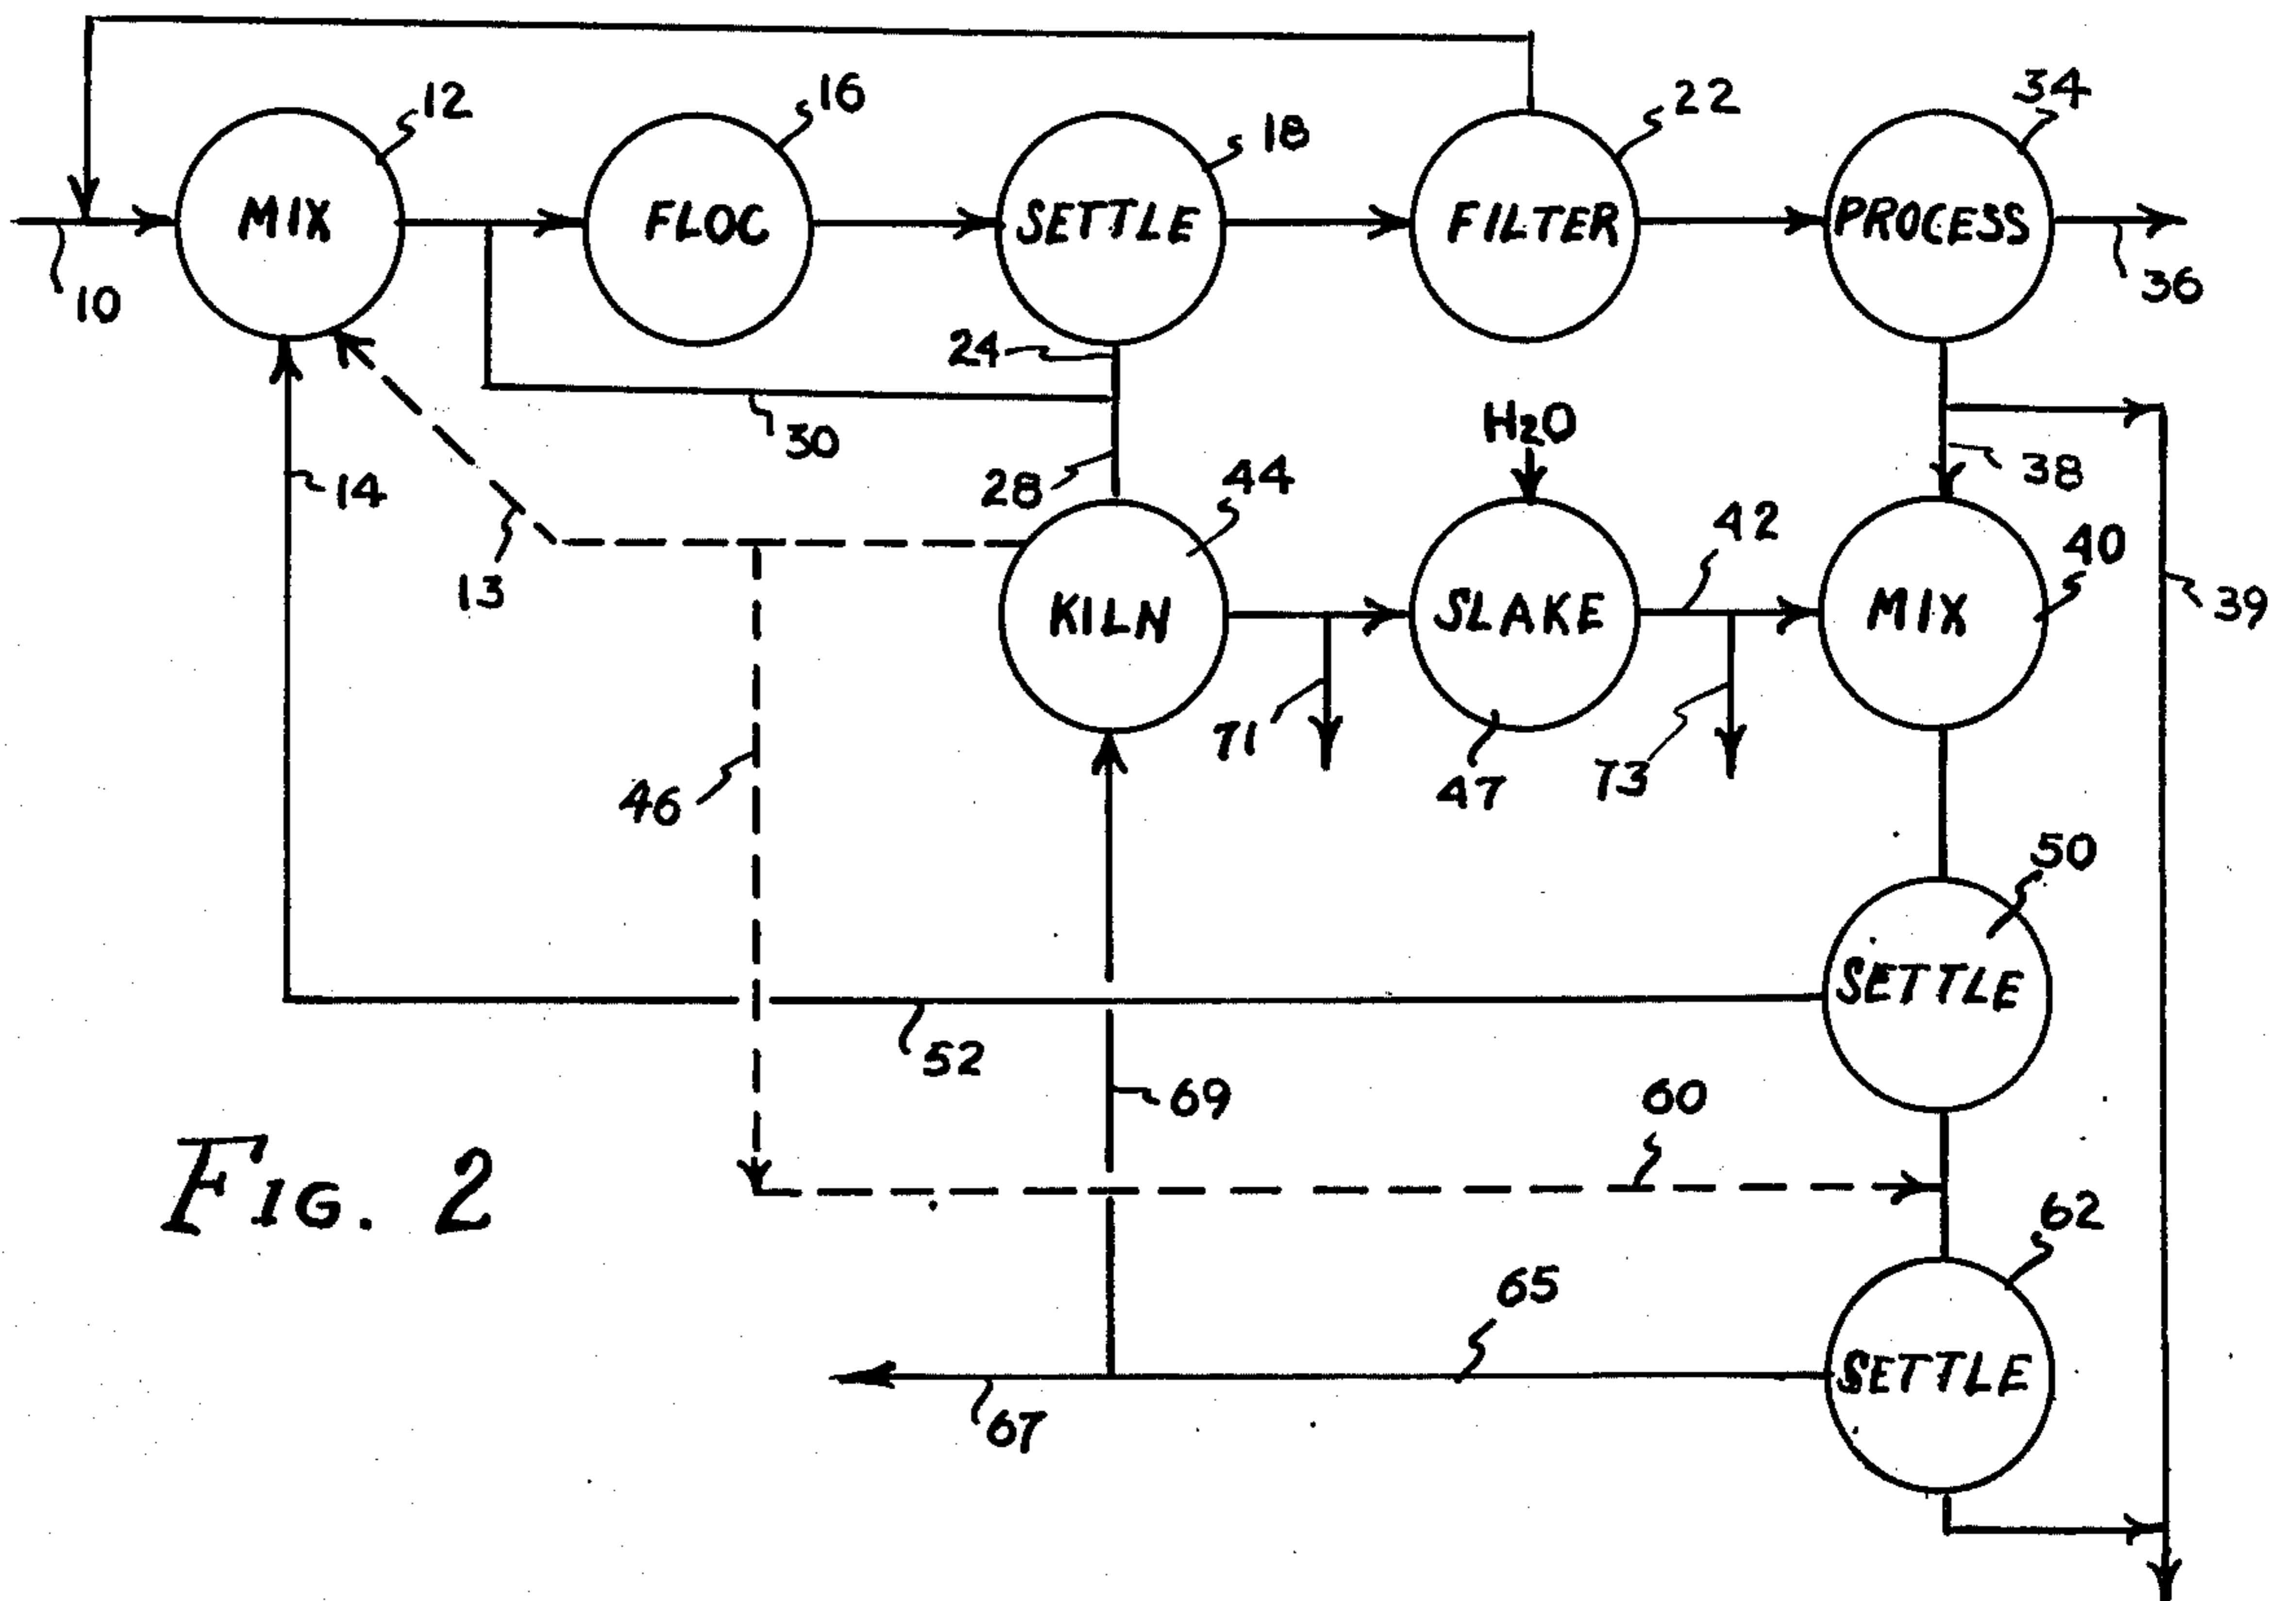 12
16
18
22
34
MIX
FLOC
SETTLE
FILTER
PROCESS
10
36
24
30
H2O
38
14
28
44
42
40
13
39
KILN
SLAKE
MIX
71
47
73
46
50
SETTLE
52
69
60
FIG. 2
62
65
SETTLE
67